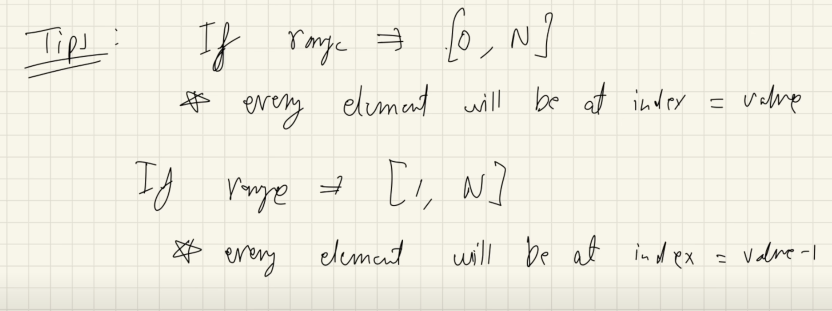 Tips : If range ⇒ [0, N]
* every element will be at index = value
If range ⇒ [1, N]
* every element will be at index = value-1